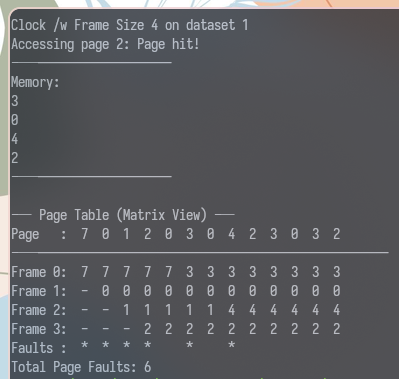 Clock /w Frame Size 4 on dataset 1
Accessing page 2: Page hit!
────────────────────
Memory:
3
0
4
2
────────────────────
─── Page Table (Matrix View) ───
Page   :  7  0  1  2  0  3  0  4  2  3  0  3  2
────────────────────────────────────────────────
Frame 0:  7  7  7  7  7  3  3  3  3  3  3  3  3
Frame 1:  -  0  0  0  0  0  0  0  0  0  0  0  0
Frame 2:  -  -  1  1  1  1  1  4  4  4  4  4  4
Frame 3:  -  -  -  2  2  2  2  2  2  2  2  2  2
Faults :  *  *  *  *     *     *
Total Page Faults: 6